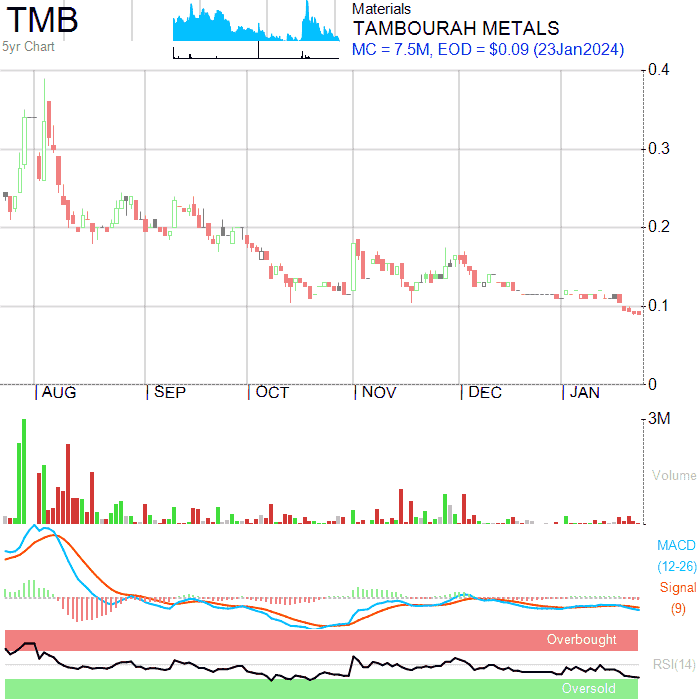 TMB
5yr Chart
Materials
TAMBOURAH METALS
MC = 7.5M, EOD = $0.09 (23Jan2024)
0.4
0.3
0.2
0.1
0
AUG SEP OCT NOV DEC JAN
3M
Volume
MACD
(12-26)
Signal
(9)
Overbought
RSI(14)
Oversold